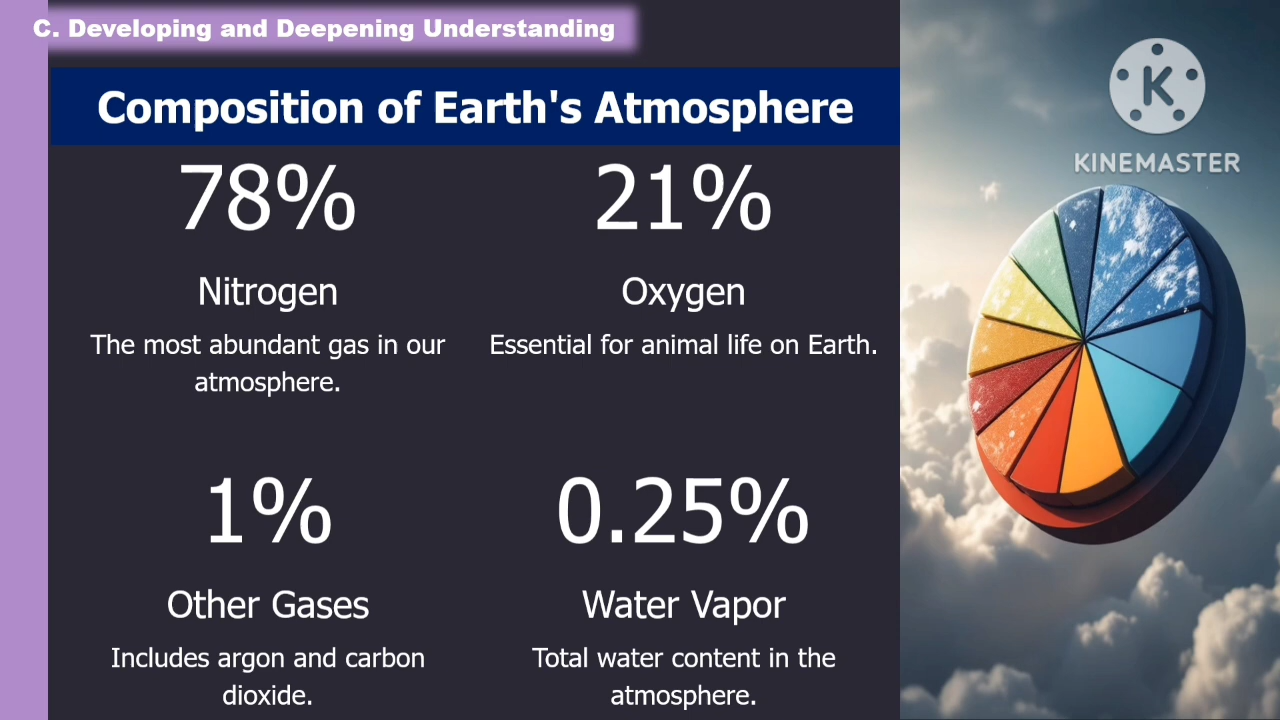 C. Developing and Deepening Understanding
Composition of Earth's Atmosphere
78%
Nitrogen
The most abundant gas in our
atmosphere.
21%
Oxygen
Essential for animal life on Earth.
1%
Other Gases
Includes argon and carbon
dioxide.
0.25%
Water Vapor
Total water content in the
atmosphere.
K
KINEMASTER